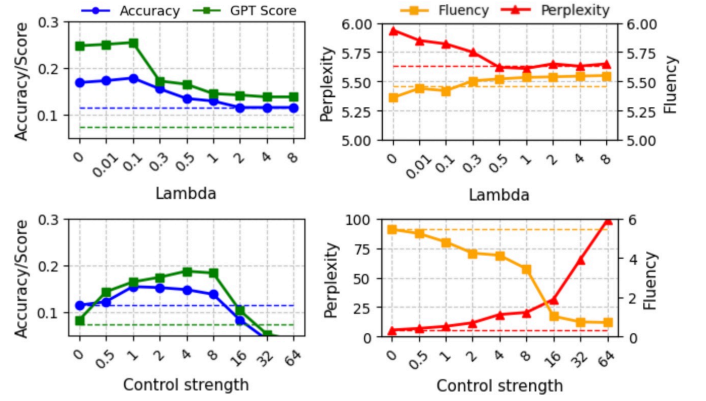 Accuracy GPT Score
Accuracy/Score
0.3
0.2
0.1
0 0.01 0.1 0.3 0.5 1 2 4 8
Lambda
Fluency Perplexity
Perplexity
6.00
5.75
5.50
5.25
5.00
6.00
5.75
5.50
5.25
5.00
Fluency
0 0.01 0.1 0.3 0.5 1 2 4 8
Lambda
Accuracy/Score
0.3
0.2
0.1
0 0.5 1 2 4 8 16 32 64
Control strength
Perplexity
100
75
50
25
0
6
4
2
0
Fluency
0 0.5 1 2 4 8 16 32 64
Control strength